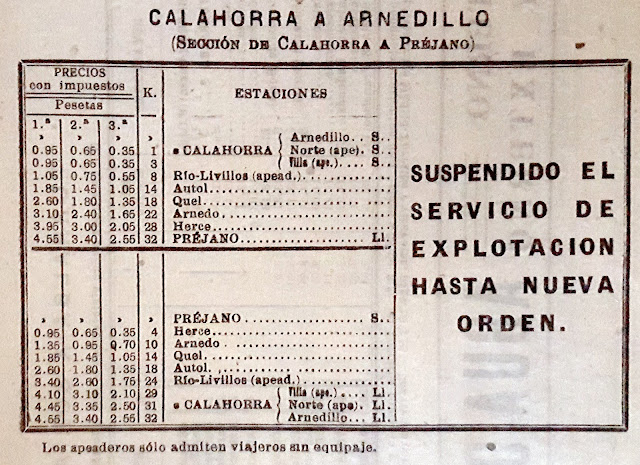 CALAHORRA A ARNEDILLO
(SECCIÓN DE CALAHORRA A PRÉJANO)
PRECIOS con impuestos K. ESTACIONES
Pesetas
1.ª 2.ª 3.ª
» » » » Arnedillo.. S..
0.95 0.65 0.35 1 CALAHORRA Norte (ape). S..
0.95 0.65 0.35 3 Villa (ape.). S..
1.05 0.75 0.55 8 Río-Livillos (apead.)
1.85 1.45 1.05 14 Autol
2.60 1.80 1.35 18 Quel
3.10 2.40 1.65 22 Arnedo
3.95 3.00 2.05 28 Herce
4.55 3.40 2.55 32 PRÉJANO Ll.
» » » » PRÉJANO S..
0.95 0.65 0.35 4 Herce
1.35 0.95 0.70 10 Arnedo
1.85 1.45 1.05 14 Quel
2.60 1.80 1.35 18 Autol
3.40 2.60 1.75 24 Río-Livillos (apead.)
4.10 3.10 2.10 29 Villa (ape.) Ll.
4.45 3.35 2.50 31 CALAHORRA Norte (ape). Ll.
4.55 3.40 2.55 32 Arnedillo.. Ll.
SUSPENDIDO EL
SERVICIO DE
EXPLOTACION
HASTA NUEVA
ORDEN.
Los apeaderos sólo admiten viajeros sin equipaje.